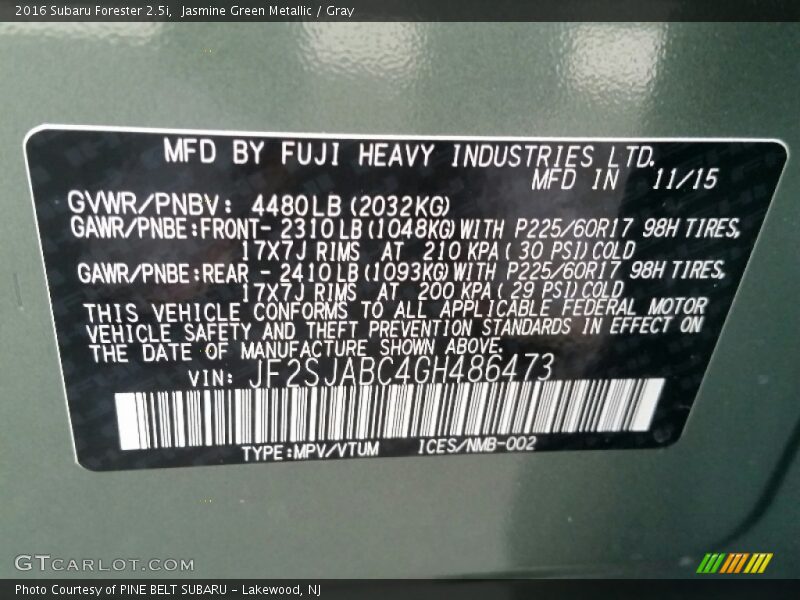 2016 Subaru Forester 2.5i, Jasmine Green Metallic / Gray
MFD BY FUJI HEAVY INDUSTRIES LTD.
MFD IN 11/15
GVWR/PNBV: 4480LB(2032KG)
GAWR/PNBE:FRONT- 2310LB(1048KG)WITH P225/60R17 98H TIRES,
17X7J RIMS AT 210 KPA( 30 PSI)COLD
GAWR/PNBE:REAR - 2410LB(1093KG)WITH P225/60R17 98H TIRES,
17X7J RIMS AT 200 KPA( 29 PSI)COLD
THIS VEHICLE CONFORMS TO ALL APPLICABLE FEDERAL MOTOR
VEHICLE SAFETY AND THEFT PREVENTION STANDARDS IN EFFECT ON
THE DATE OF MANUFACTURE SHOWN ABOVE.
VIN: JF2SJABC4GH486473
TYPE:MPV/VTUM ICES/NMB-002
GTCARLOT.COM
Photo Courtesy of PINE BELT SUBARU - Lakewood, NJ